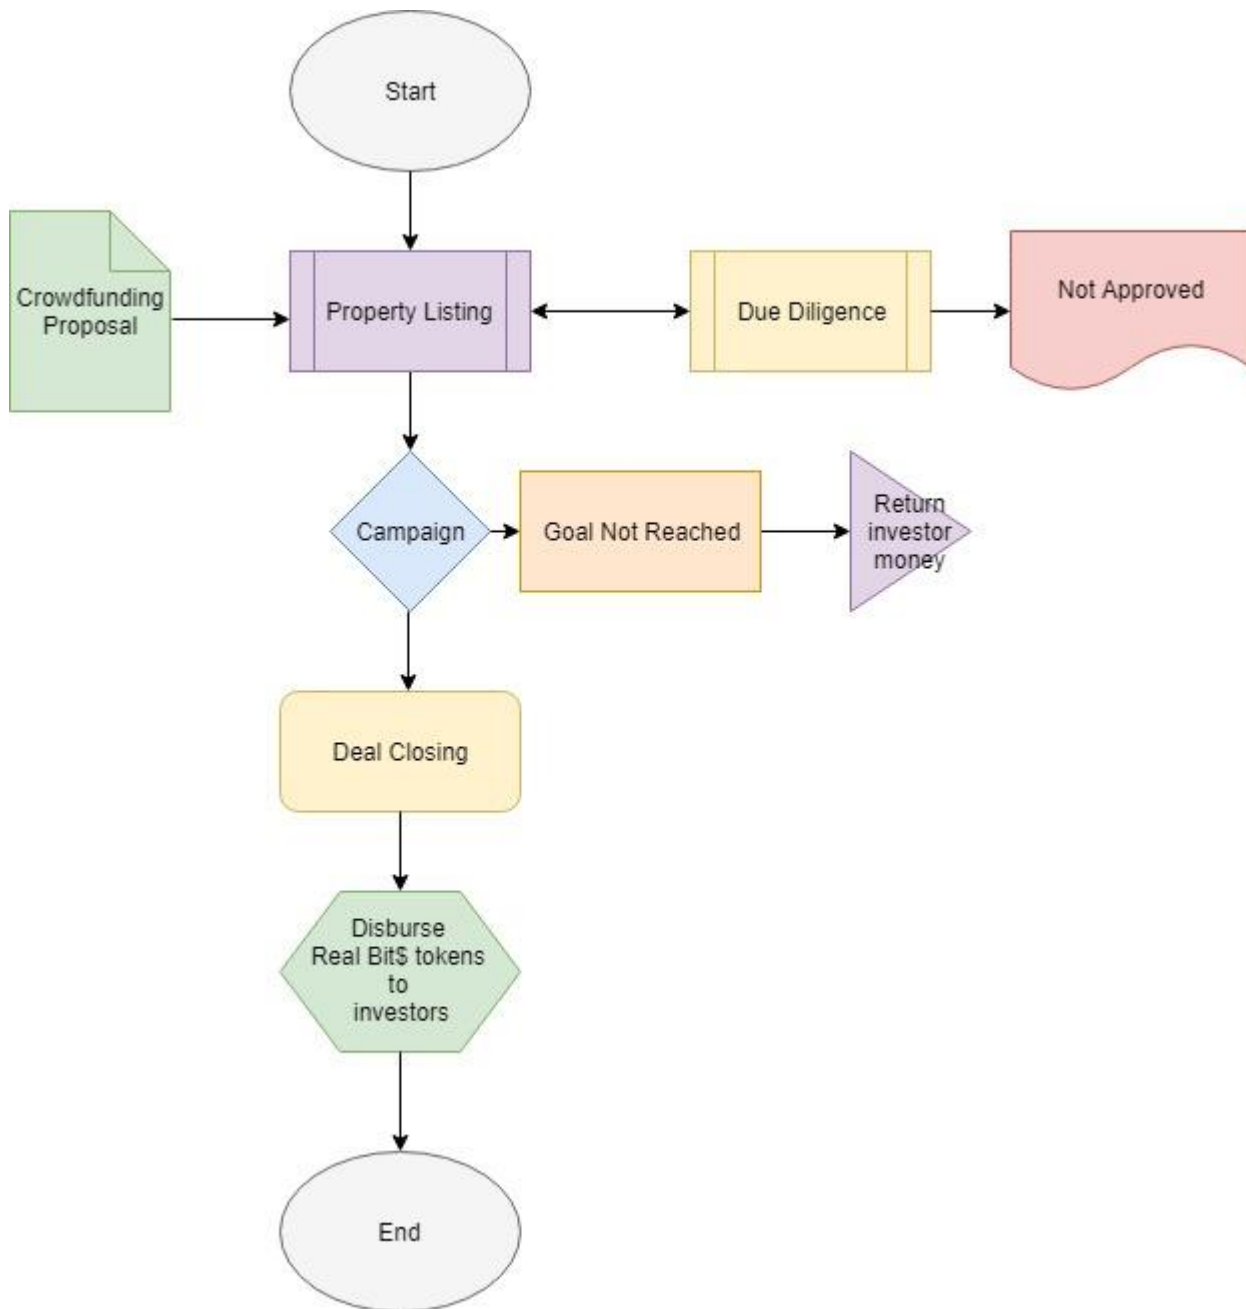 Start
Crowdfunding
Proposal
Property Listing
Due Diligence
Not Approved
Campaign
Goal Not Reached
Return
investor
money
Deal Closing
Disburse
Real Bit$ tokens
to
investors
End